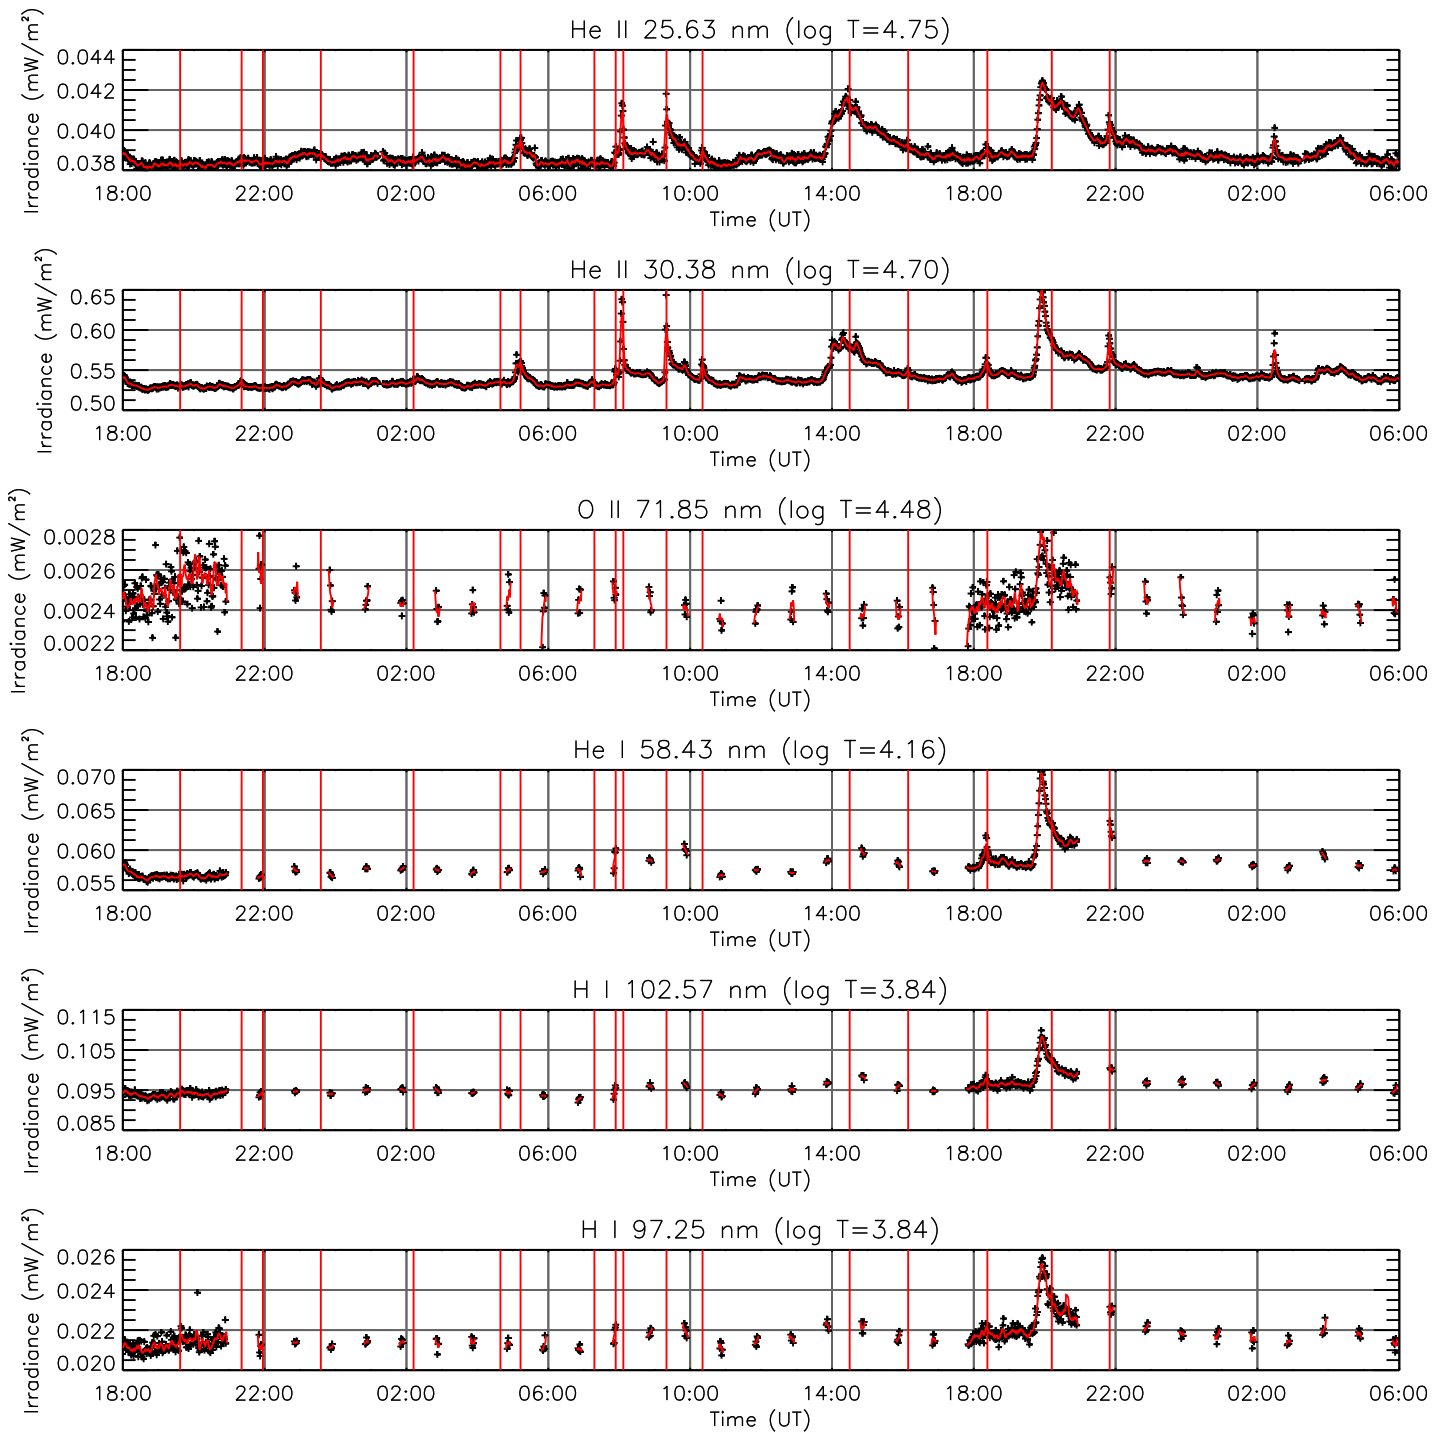 He II 25.63 nm (log T=4.75)
Irradiance (mW/m²)
0.044
0.042
0.040
0.038
18:00 22:00 02:00 06:00 10:00 14:00 18:00 22:00 02:00 06:00
Time (UT)
He II 30.38 nm (log T=4.70)
Irradiance (mW/m²)
0.65
0.60
0.55
0.50
18:00 22:00 02:00 06:00 10:00 14:00 18:00 22:00 02:00 06:00
Time (UT)
O II 71.85 nm (log T=4.48)
Irradiance (mW/m²)
0.0028
0.0026
0.0024
0.0022
18:00 22:00 02:00 06:00 10:00 14:00 18:00 22:00 02:00 06:00
Time (UT)
He I 58.43 nm (log T=4.16)
Irradiance (mW/m²)
0.070
0.065
0.060
0.055
18:00 22:00 02:00 06:00 10:00 14:00 18:00 22:00 02:00 06:00
Time (UT)
H I 102.57 nm (log T=3.84)
Irradiance (mW/m²)
0.115
0.105
0.095
0.085
18:00 22:00 02:00 06:00 10:00 14:00 18:00 22:00 02:00 06:00
Time (UT)
H I 97.25 nm (log T=3.84)
Irradiance (mW/m²)
0.026
0.024
0.022
0.020
18:00 22:00 02:00 06:00 10:00 14:00 18:00 22:00 02:00 06:00
Time (UT)